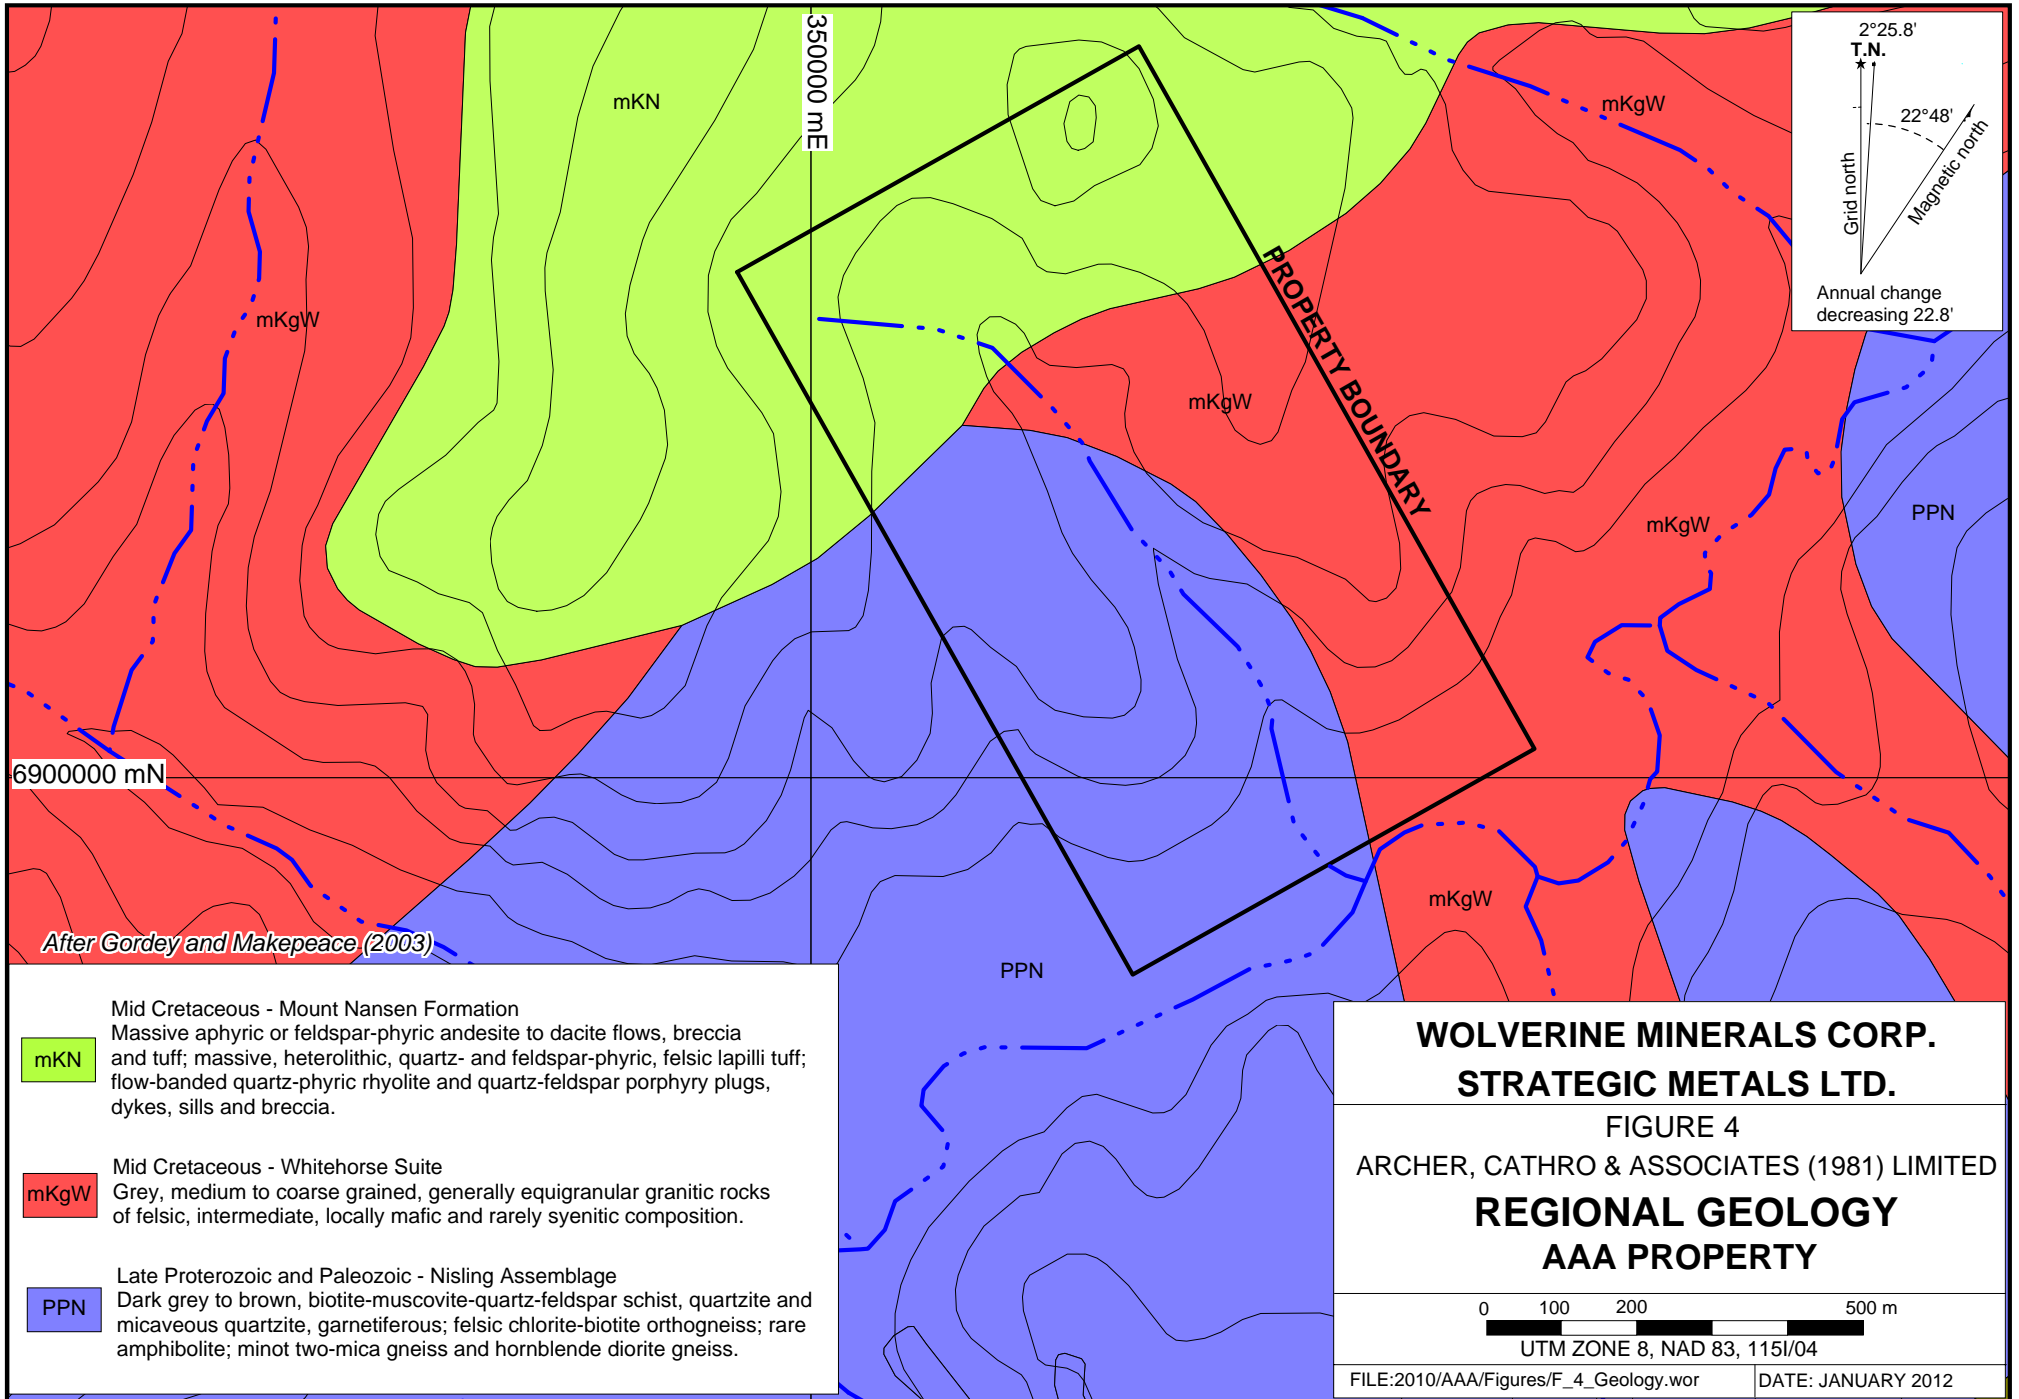 350000 mE
mKN
mKgW
2°25.8'
T.N.
22°48'
Grid north
Magnetic north
Annual change
decreasing 22.8'
mKgW
PROPERTY BOUNDARY
mKgW
mKgW
PPN
6900000 mN
mKgW
PPN
After Gordey and Makepeace (2003)
mKN
Mid Cretaceous - Mount Nansen Formation
Massive aphyric or feldspar-phyric andesite to dacite flows, breccia
and tuff; massive, heterolithic, quartz- and feldspar-phyric, felsic lapilli tuff;
flow-banded quartz-phyric rhyolite and quartz-feldspar porphyry plugs,
dykes, sills and breccia.
mKgW
Mid Cretaceous - Whitehorse Suite
Grey, medium to coarse grained, generally equigranular granitic rocks
of felsic, intermediate, locally mafic and rarely syenitic composition.
PPN
Late Proterozoic and Paleozoic - Nisling Assemblage
Dark grey to brown, biotite-muscovite-quartz-feldspar schist, quartzite and
micaveous quartzite, garnetiferous; felsic chlorite-biotite orthogneiss; rare
amphibolite; minot two-mica gneiss and hornblende diorite gneiss.
WOLVERINE MINERALS CORP.
STRATEGIC METALS LTD.
FIGURE 4
ARCHER, CATHRO & ASSOCIATES (1981) LIMITED
REGIONAL GEOLOGY
AAA PROPERTY
0 100 200 500 m
UTM ZONE 8, NAD 83, 115I/04
FILE:2010/AAA/Figures/F_4_Geology.wor
DATE: JANUARY 2012